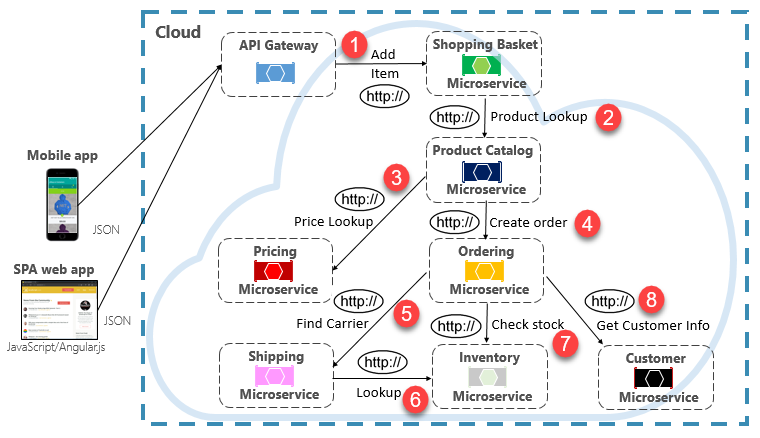 Cloud
API Gateway
1
Add
Item
http://
Shopping Basket
Microservice
http://
Product Lookup
2
Mobile app
JSON
Product Catalog
Microservice
3
http://
Price Lookup
http://
Create order
4
Pricing
Microservice
Ordering
Microservice
SPA web app
JSON
JavaScript/Angular.js
http://
Find Carrier
5
http://
Check stock
7
http://
8
Get Customer Info
Shipping
Microservice
http://
Lookup
6
Inventory
Microservice
Customer
Microservice